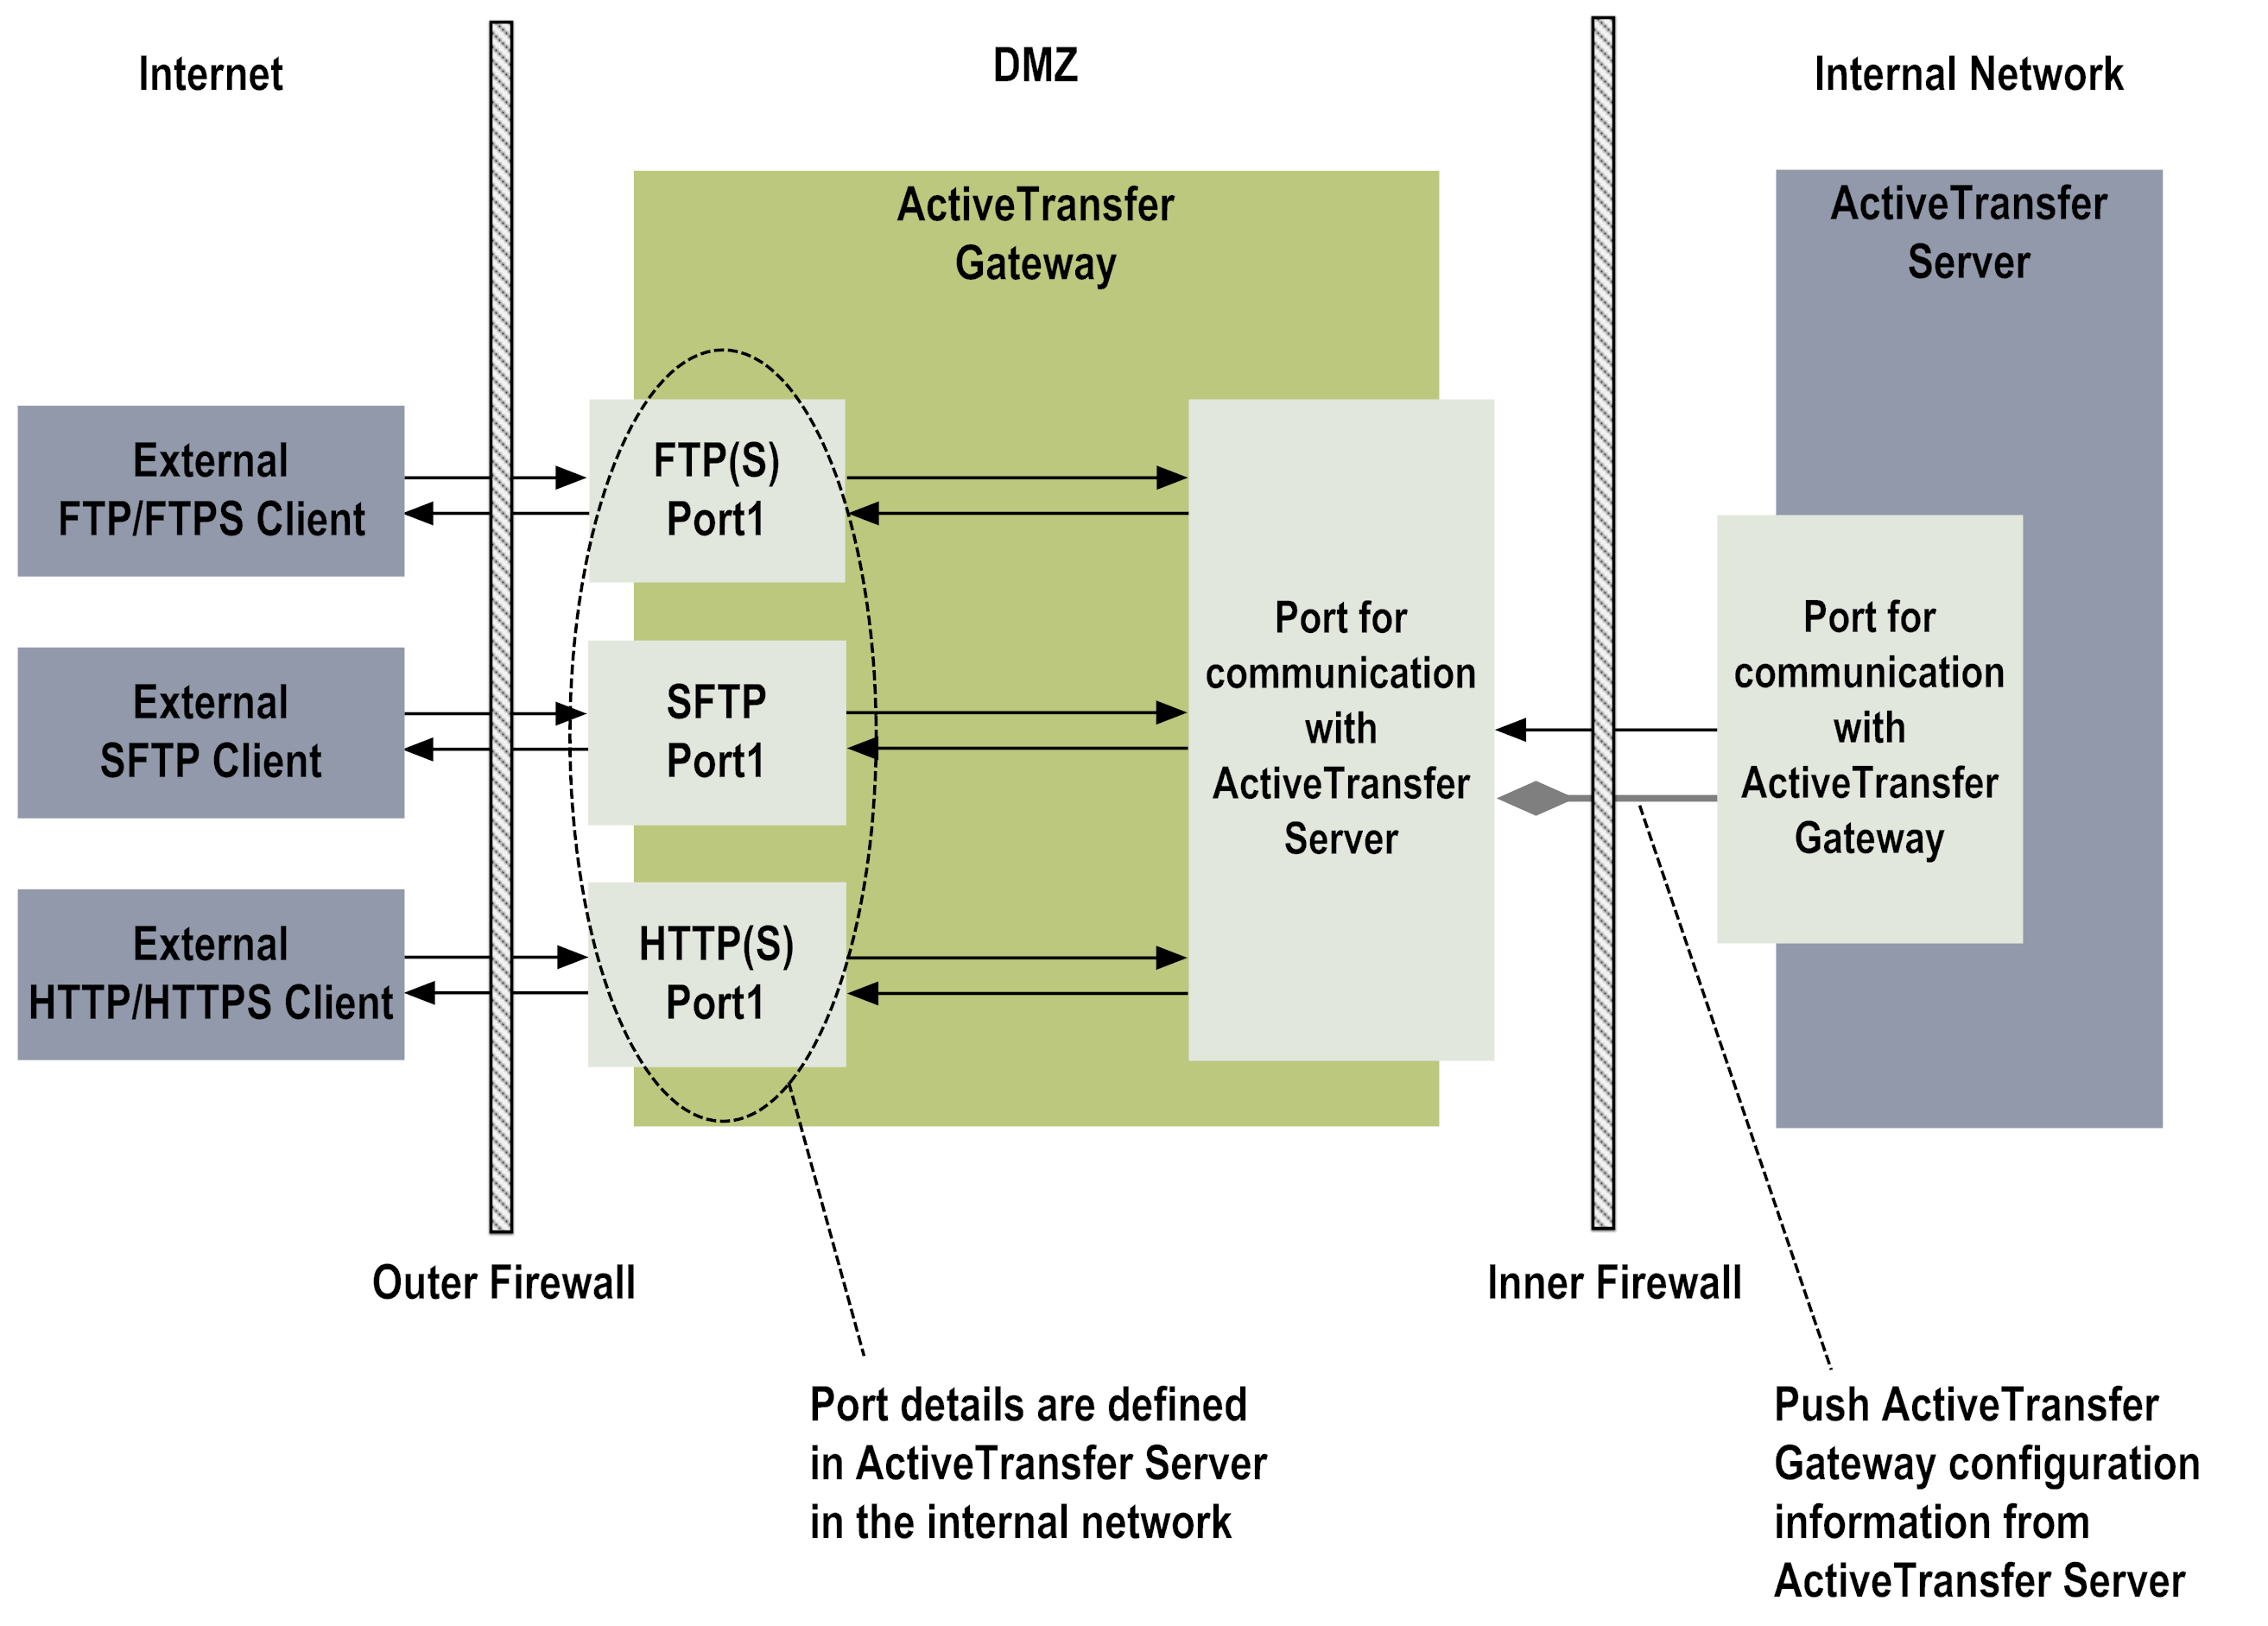 Internet
DMZ
Internal Network
ActiveTransfer
Gateway
ActiveTransfer
Server
External
FTP/FTPS Client
FTP(S)
Port1
External
SFTP Client
SFTP
Port1
External
HTTP/HTTPS Client
HTTP(S)
Port1
Port for
communication
with
ActiveTransfer
Server
Port for
communication
with
ActiveTransfer
Gateway
Outer Firewall
Inner Firewall
Port details are defined
in ActiveTransfer Server
in the internal network
Push ActiveTransfer
Gateway configuration
information from
ActiveTransfer Server